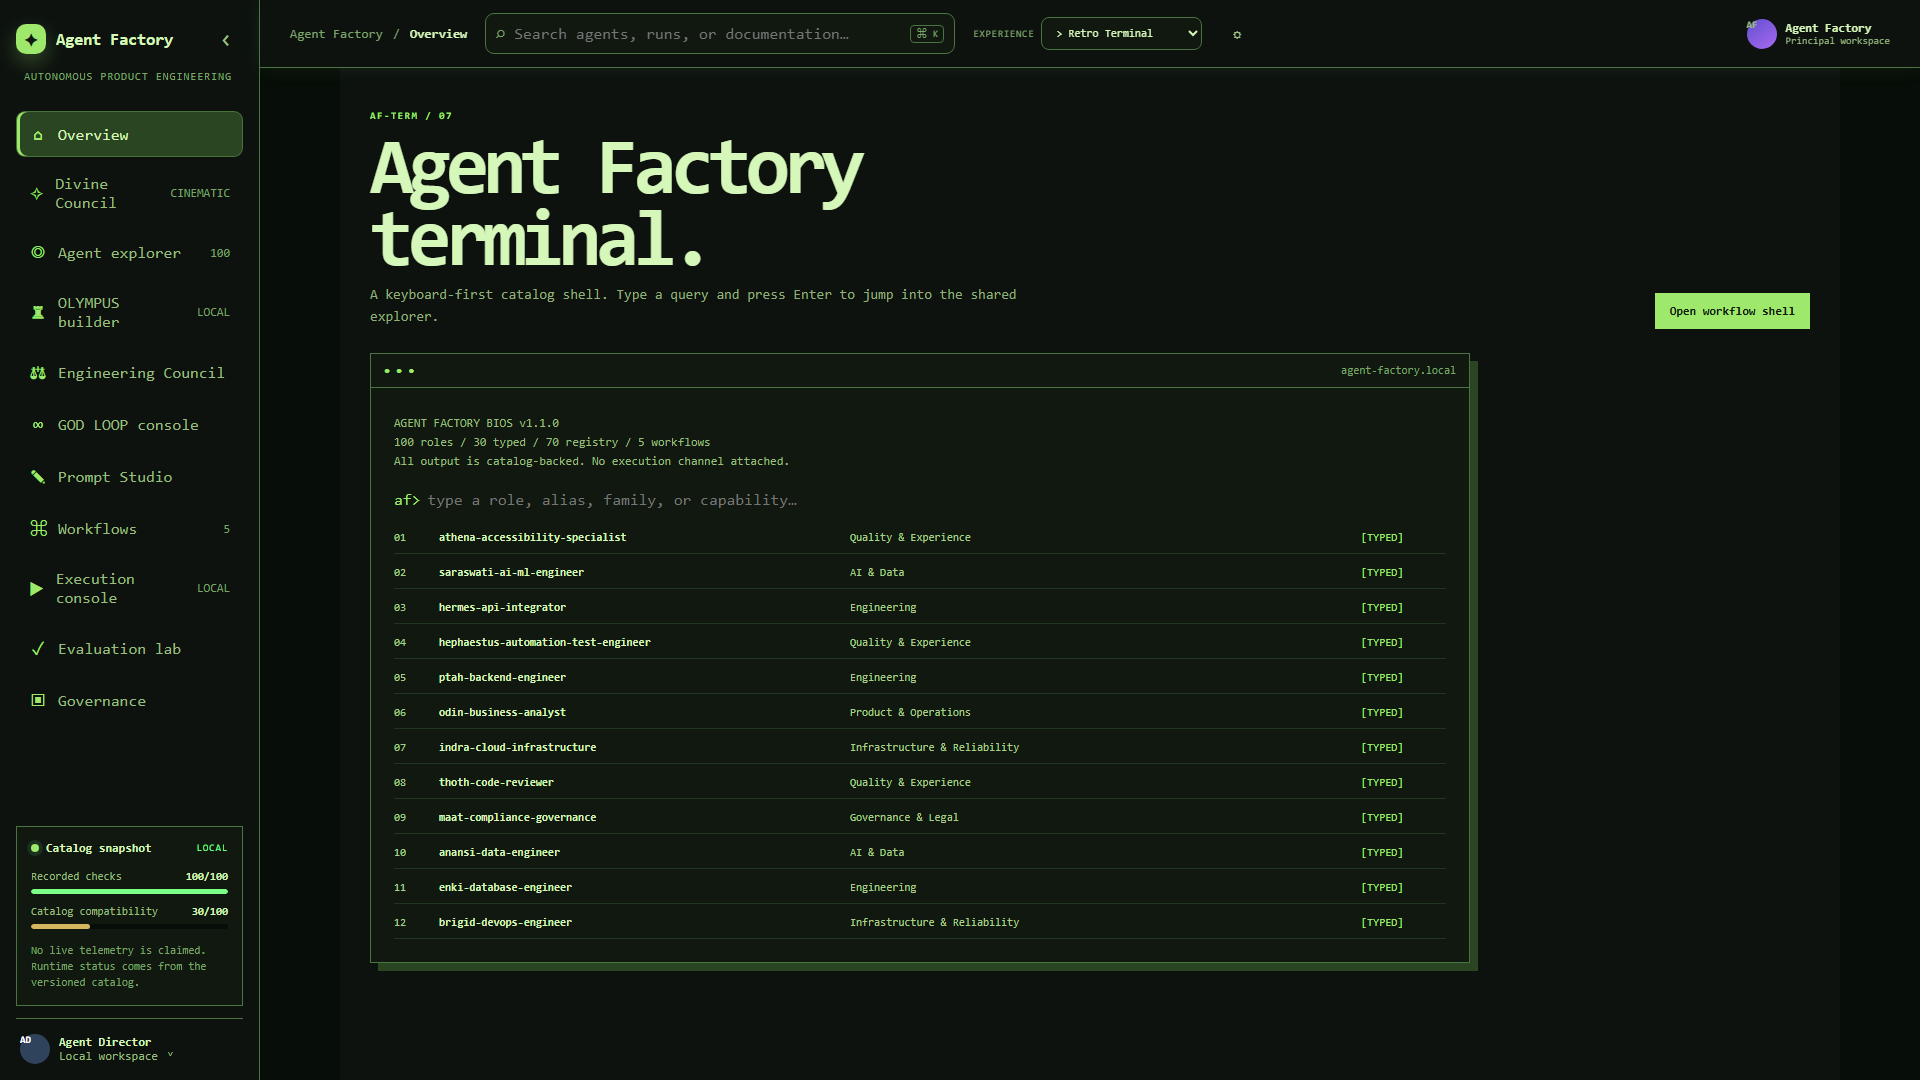 Agent Factory
AUTONOMOUS PRODUCT ENGINEERING
Overview
Divine Council CINEMATIC
Agent explorer 100
OLYMPUS builder LOCAL
Engineering Council
GOD LOOP console
Prompt Studio
Workflows 5
Execution console LOCAL
Evaluation lab
Governance
Catalog snapshot LOCAL
Recorded checks 100/100
Catalog compatibility 30/100
No live telemetry is claimed.
Runtime status comes from the
versioned catalog.
AD
Agent Director
Local workspace
Agent Factory / Overview
Search agents, runs, or documentation…
⌘ K
EXPERIENCE
> Retro Terminal
AF
Agent Factory
Principal workspace
AF-TERM / 07
Agent Factory
terminal.
A keyboard-first catalog shell. Type a query and press Enter to jump into the shared
explorer.
Open workflow shell
agent-factory.local
AGENT FACTORY BIOS v1.1.0
100 roles / 30 typed / 70 registry / 5 workflows
All output is catalog-backed. No execution channel attached.
af> type a role, alias, family, or capability…
01 athena-accessibility-specialist Quality & Experience [TYPED]
02 saraswati-ai-ml-engineer AI & Data [TYPED]
03 hermes-api-integrator Engineering [TYPED]
04 hephaestus-automation-test-engineer Quality & Experience [TYPED]
05 ptah-backend-engineer Engineering [TYPED]
06 odin-business-analyst Product & Operations [TYPED]
07 indra-cloud-infrastructure Infrastructure & Reliability [TYPED]
08 thoth-code-reviewer Quality & Experience [TYPED]
09 maat-compliance-governance Governance & Legal [TYPED]
10 anansi-data-engineer AI & Data [TYPED]
11 enki-database-engineer Engineering [TYPED]
12 brigid-devops-engineer Infrastructure & Reliability [TYPED]